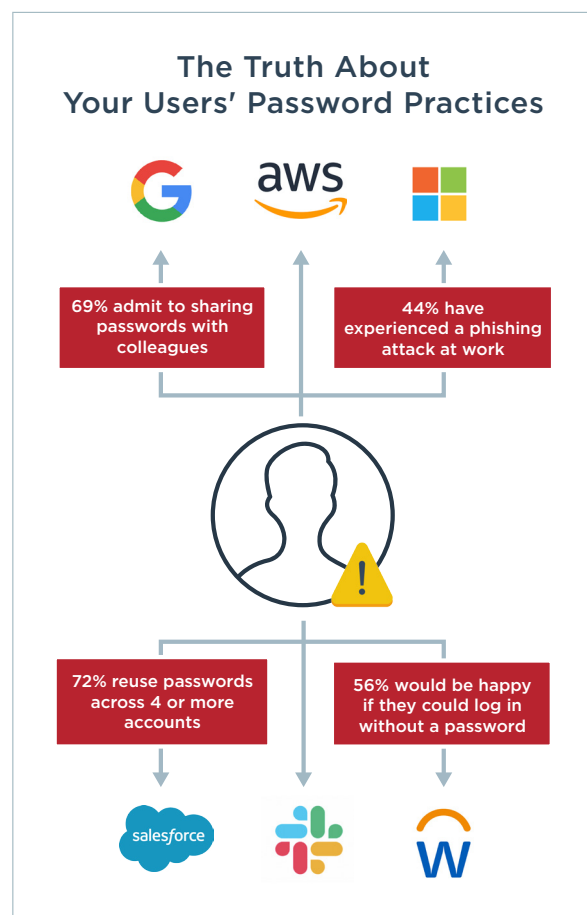 The Truth About
Your Users' Password Practices
aws
69% admit to sharing
passwords with
colleagues
44% have
experienced a phishing
attack at work
!
72% reuse passwords
across 4 or more
accounts
56% would be happy
if they could log in
without a password
salesforce
W